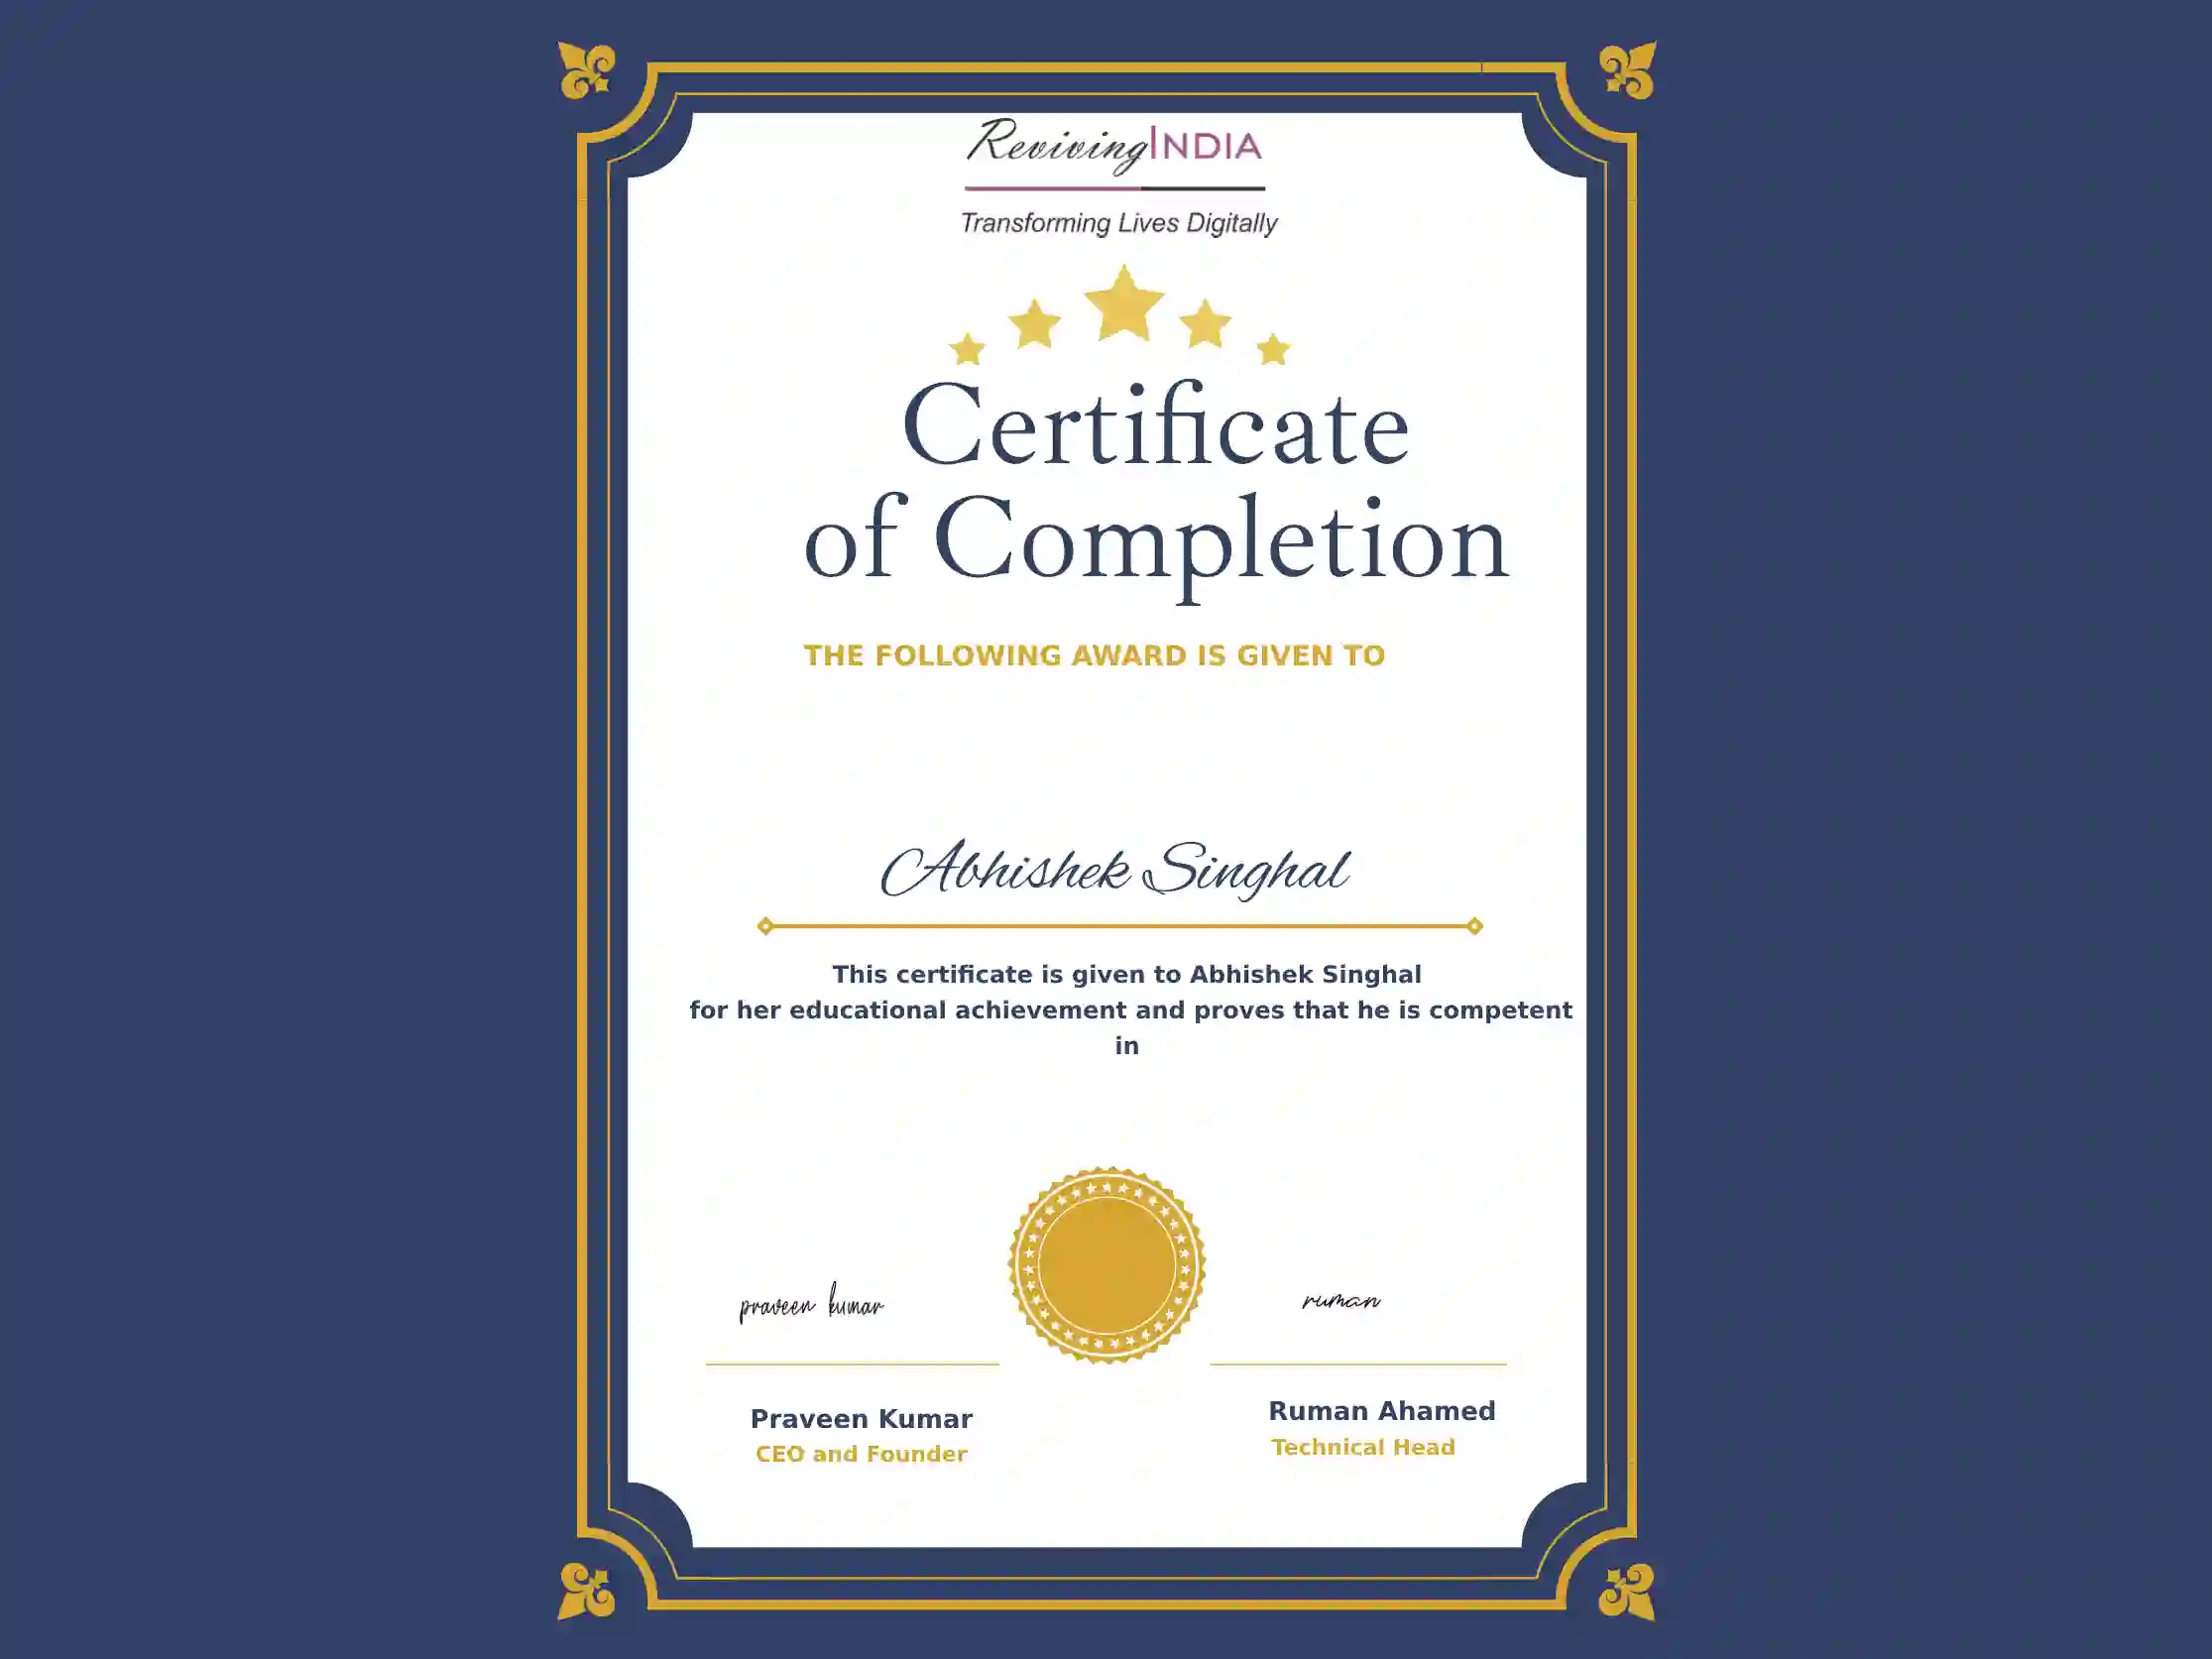 RevivingINDIA
Transforming Lives Digitally
Certificate
of Completion
THE FOLLOWING AWARD IS GIVEN TO
Abhishek Singhal
This certificate is given to Abhishek Singhal
for her educational achievement and proves that he is competent
in
praveen kumar
ruman
Praveen Kumar
CEO and Founder
Ruman Ahamed
Technical Head